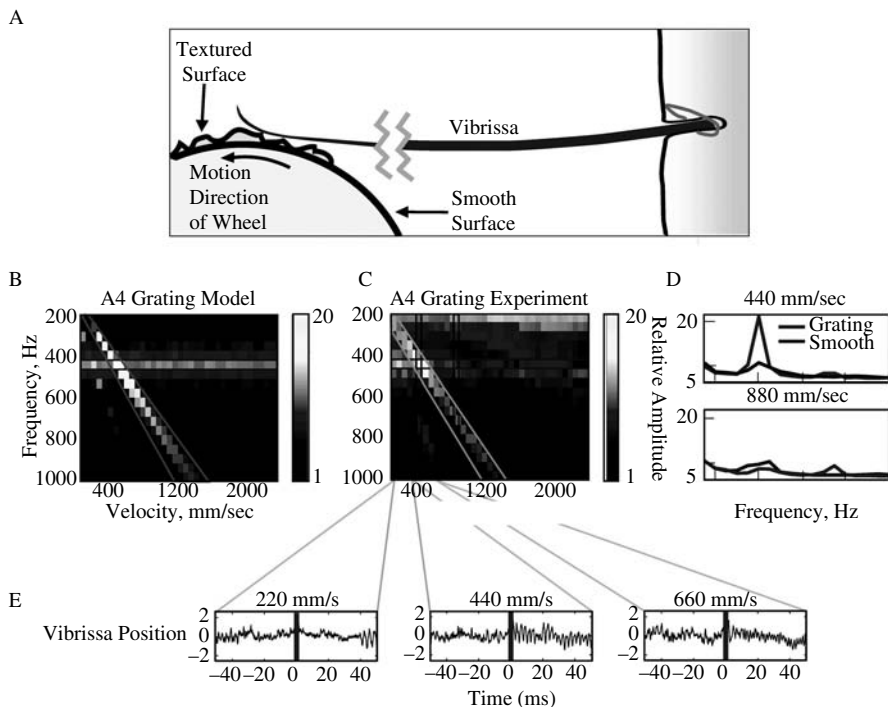 A
Textured
Surface
Vibrissa
Motion
Direction
of Wheel
Smooth
Surface
B
C
D
A4 Grating Model
A4 Grating Experiment
440 mm/sec
200
400
600
800
1000
Frequency, Hz
20
1
400 1200 2000
Velocity, mm/sec
200
400
600
800
1000
20
1
400 1200 2000
Relative Amplitude
20
5
Grating
Smooth
5
880 mm/sec
20
5
5
Frequency, Hz
E
220 mm/s
440 mm/s
660 mm/s
Vibrissa Position
2
0
−2
−40 −20 0 20 40
2
0
−2
−40 −20 0 20 40
2
0
−2
−40 −20 0 20 40
Time (ms)